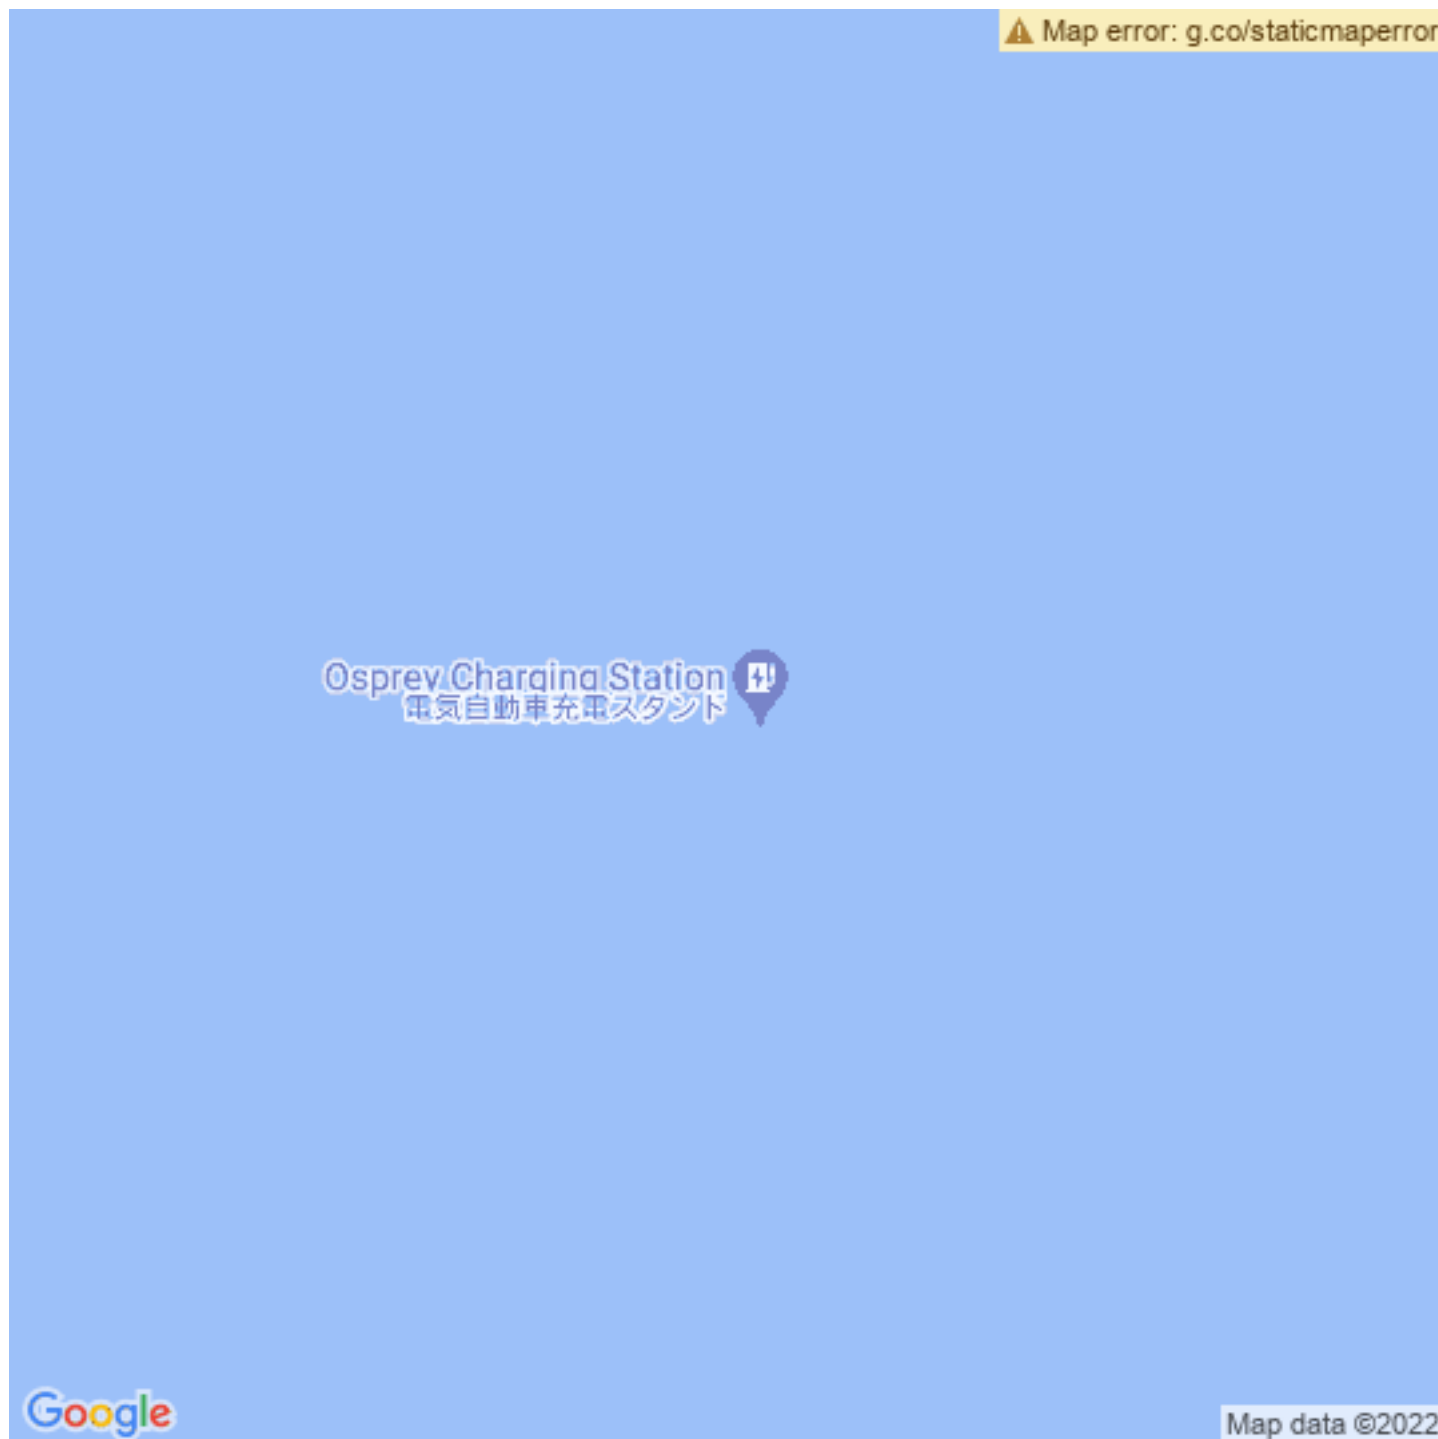 Map error: g.co/staticmaperror
Osprey Charging Station
電気自動車充電スタンド
Google
Map data ©2022